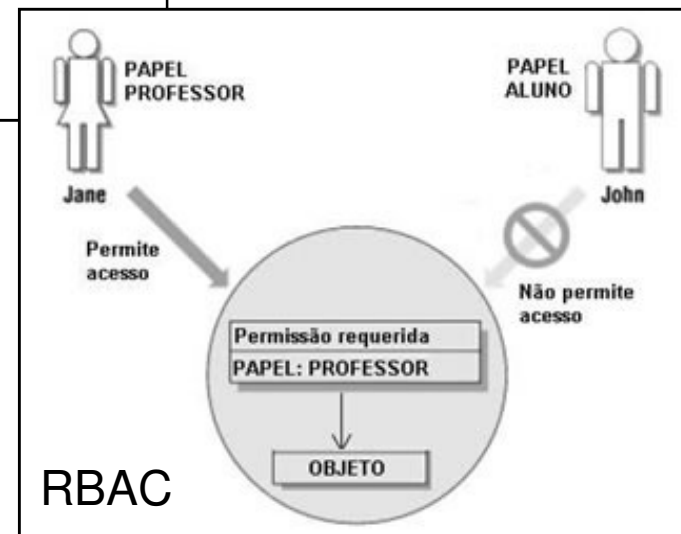 PAPEL
PROFESSOR
Jane
PAPEL
ALUNO
John
Permite
acesso
Não permite
acesso
Permissão requerida
PAPEL: PROFESSOR
OBJETO
RBAC